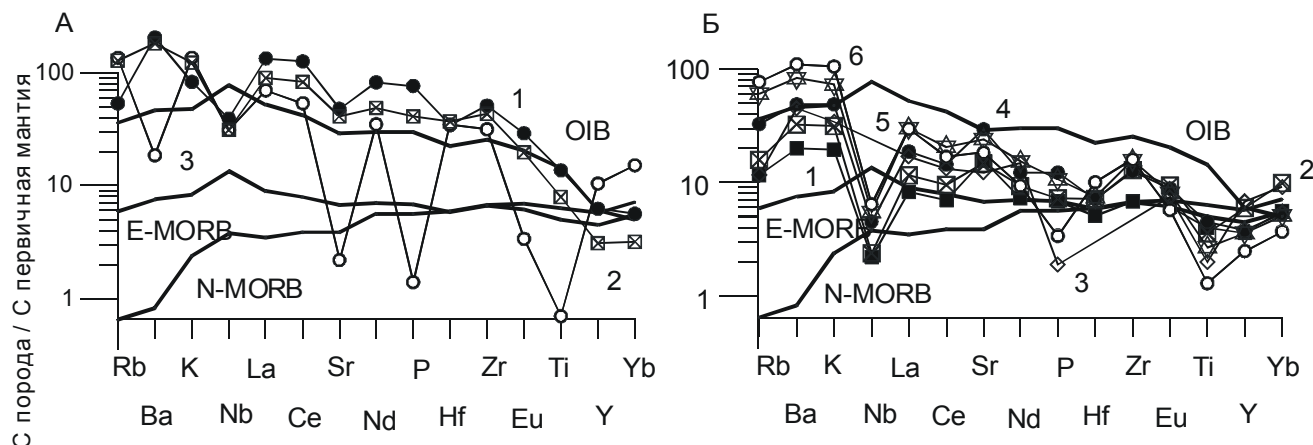 А
С порода / С первичная мантия
100
10
1
1
OIB
3
E-MORB
N-MORB
2
Rb K La Sr P Zr Ti Yb
Ba Nb Ce Nd Hf Eu Y
Б
100
10
1
6
4
5
OIB
1
2
E-MORB
N-MORB
3
Rb K La Sr P Zr Ti Yb
Ba Nb Ce Nd Hf Eu Y